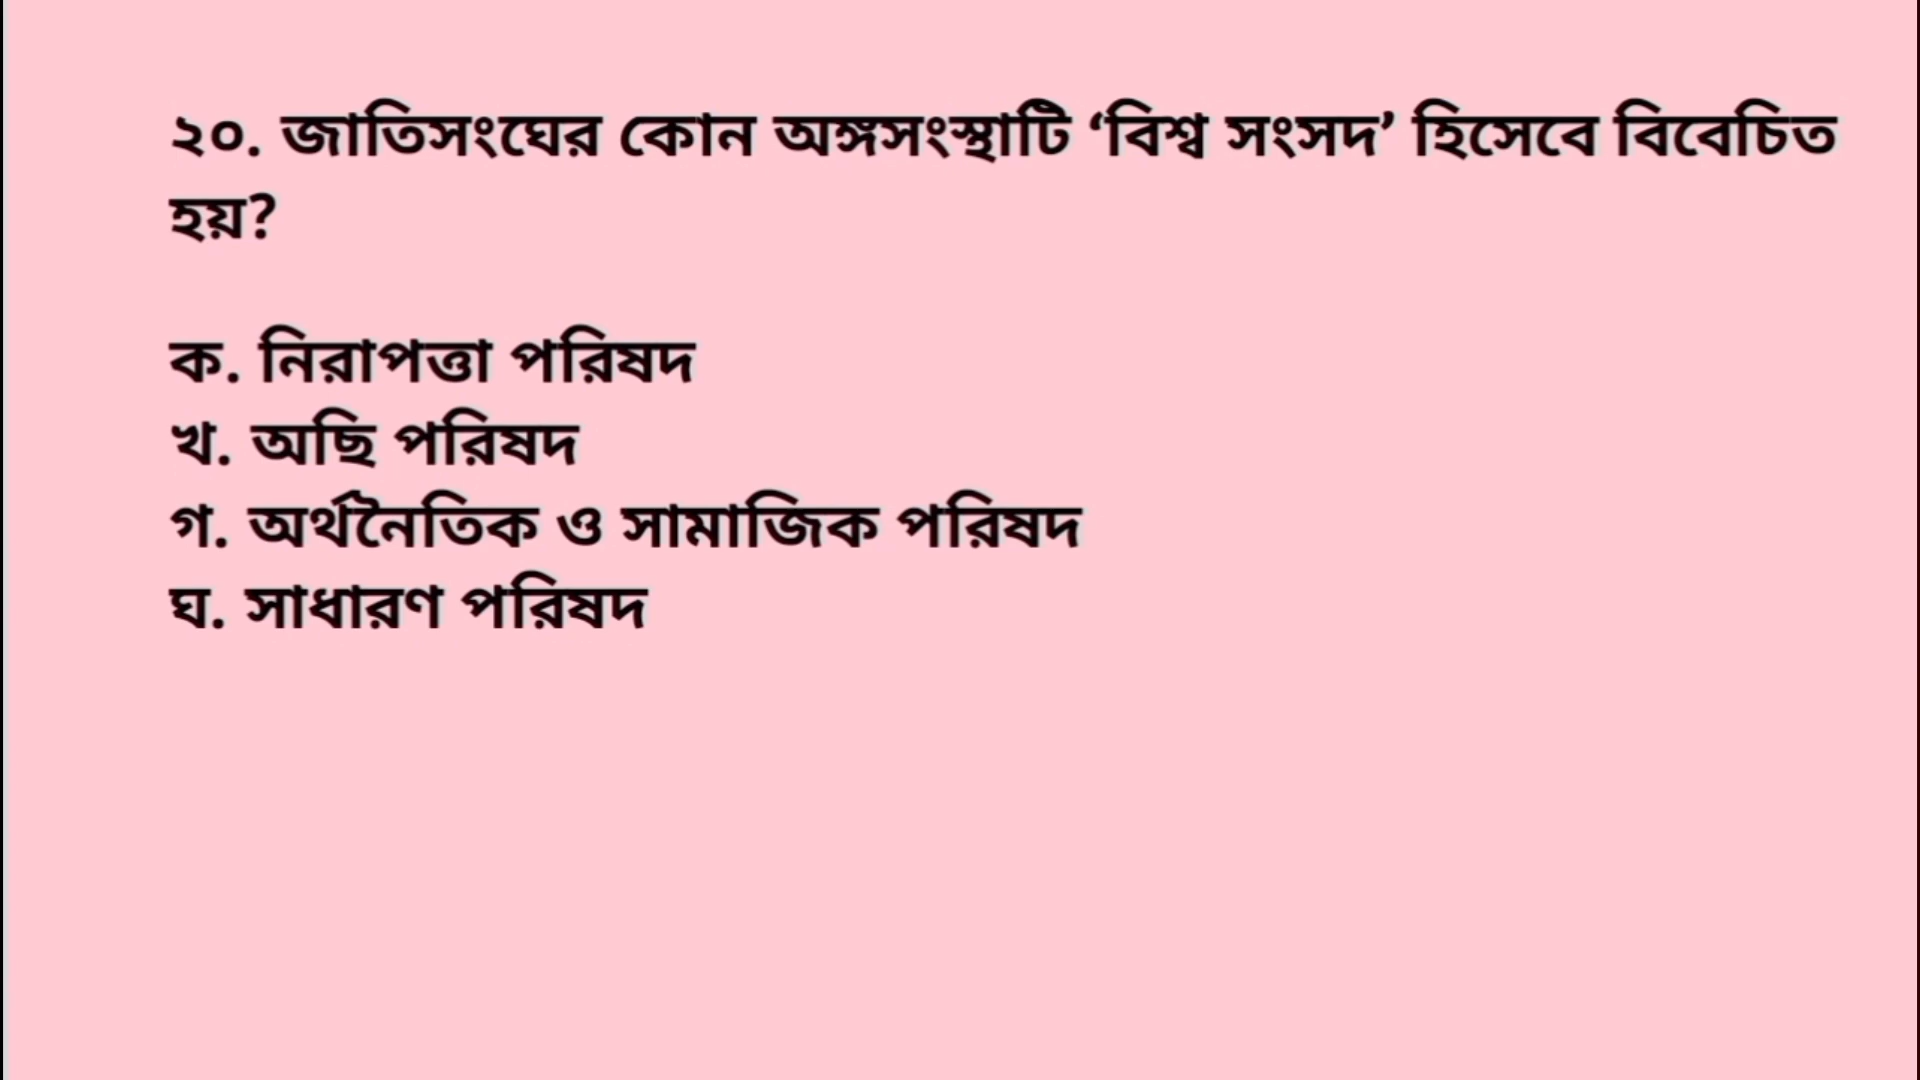 ২০. জাতিসংঘের কোন অঙ্গসংস্থাটি ‘বিশ্ব সংসদ’ হিসেবে বিবেচিত
হয়?
ক. নিরাপত্তা পরিষদ
খ. অছি পরিষদ
গ. অর্থনৈতিক ও সামাজিক পরিষদ
ঘ. সাধারণ পরিষদ